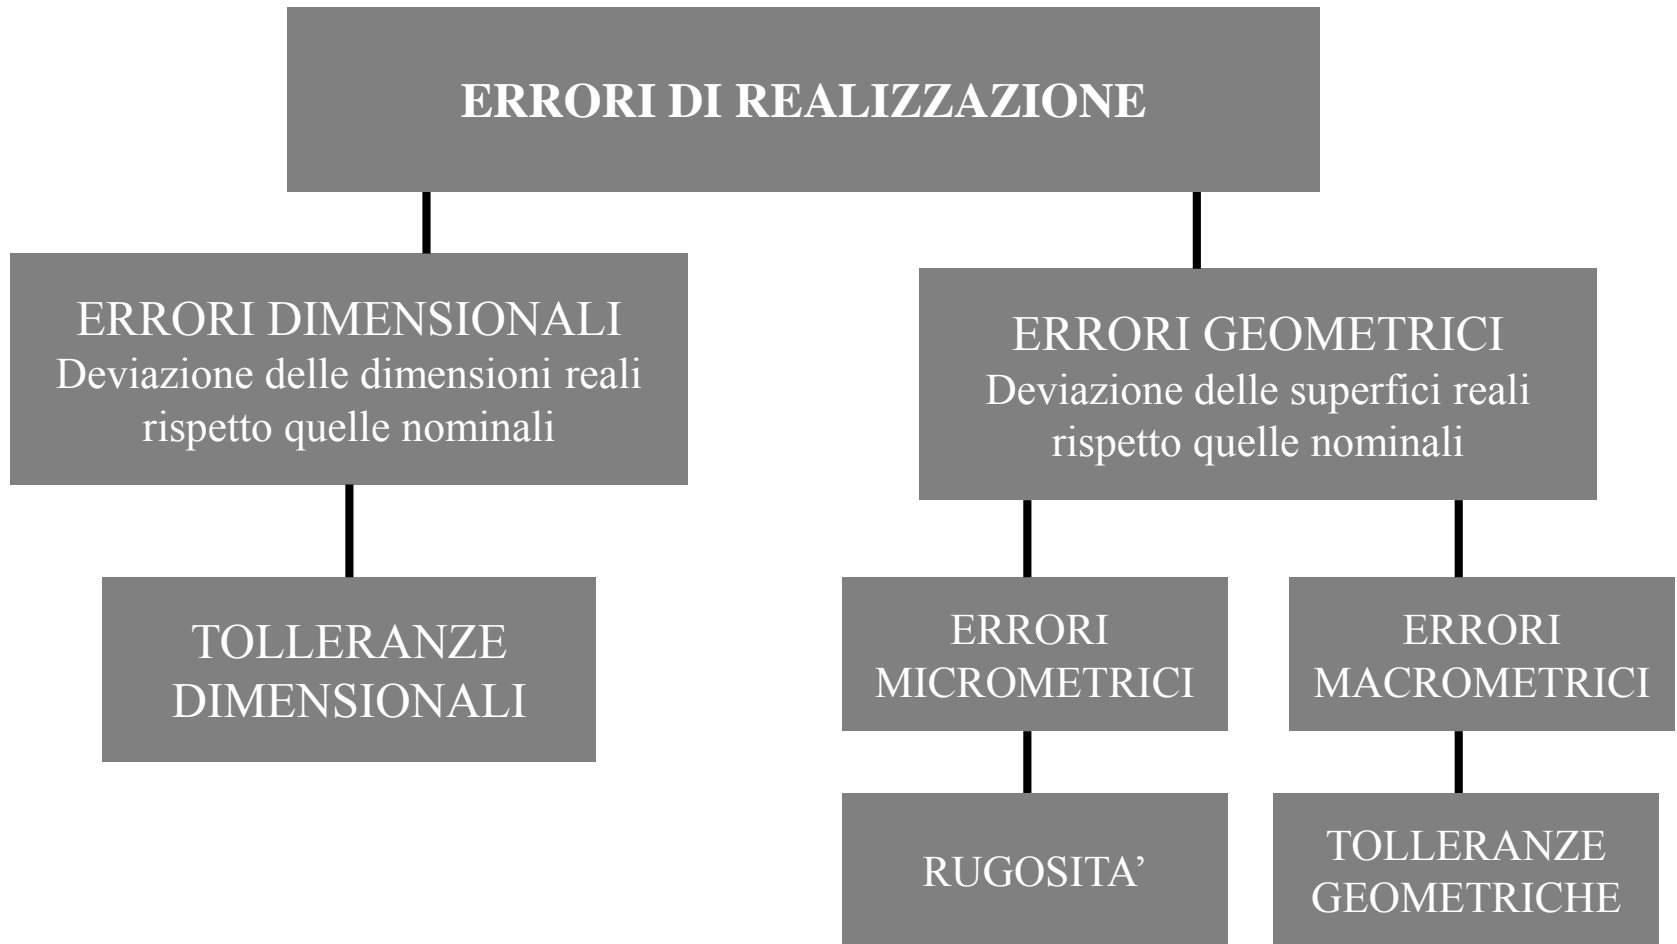 ERRORI DI REALIZZAZIONE
ERRORI DIMENSIONALI
Deviazione delle dimensioni reali
rispetto quelle nominali
ERRORI GEOMETRICI
Deviazione delle superfici reali
rispetto quelle nominali
TOLLERANZE
DIMENSIONALI
ERRORI
MICROMETRICI
ERRORI
MACROMETRICI
RUGOSITA’
TOLLERANZE
GEOMETRICHE